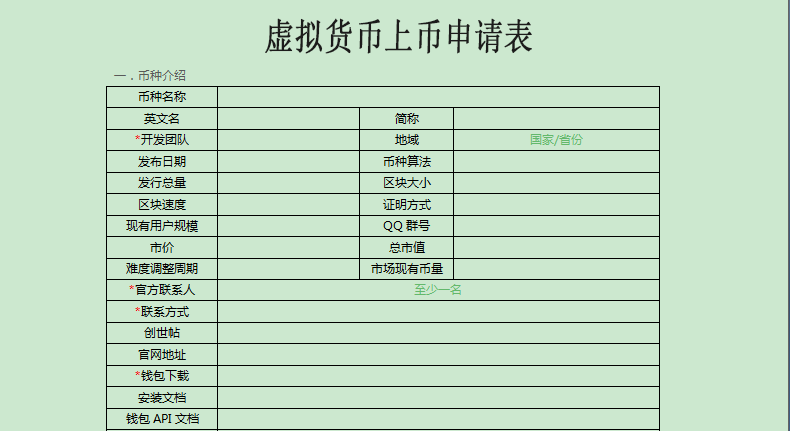 虚拟货币上币申请表
一．币种介绍
币种名称
英文名 简称
*开发团队 地域 国家/省份
发布日期 币种算法
发行总量 区块大小
区块速度 证明方式
现有用户规模 QQ 群号
市价 总市值
难度调整周期 市场现有币量
*官方联系人 至少一名
*联系方式
创世帖
官网地址
*钱包下载
安装文档
钱包 API 文档